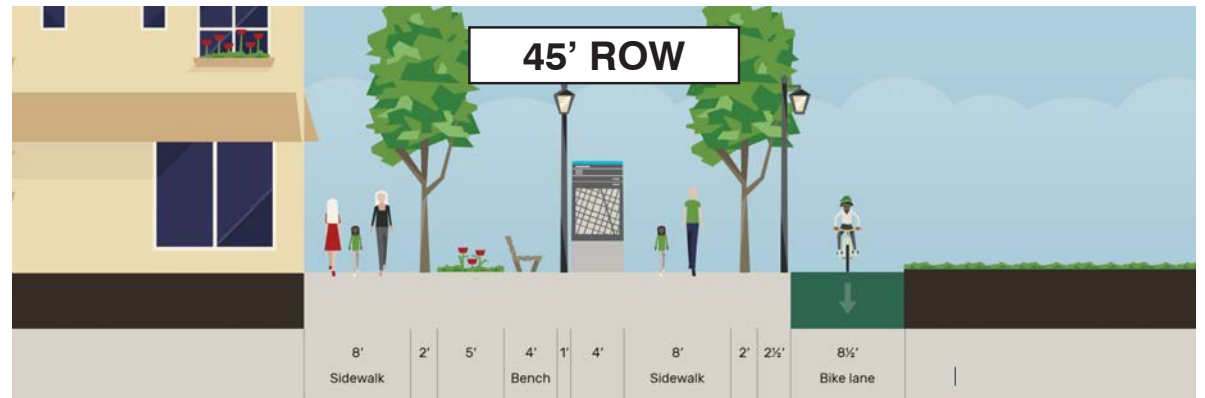 45’ ROW
8' 2' 5' 4' 1' 4' 8' 2' 2½' 8½'
Sidewalk Bench Sidewalk Bike lane